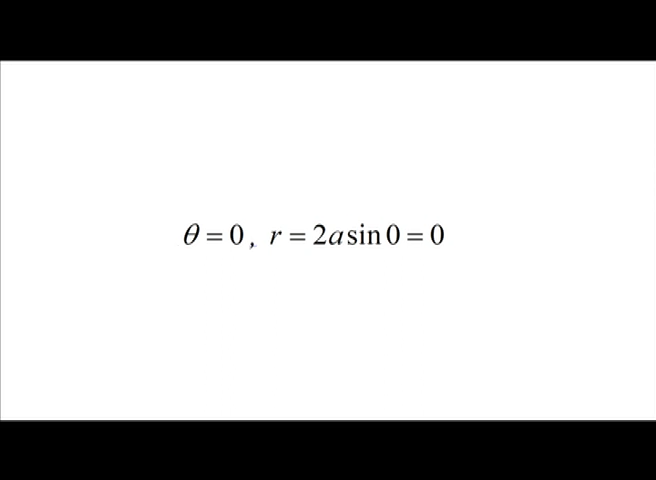 θ = 0 , r = 2a sin 0 = 0